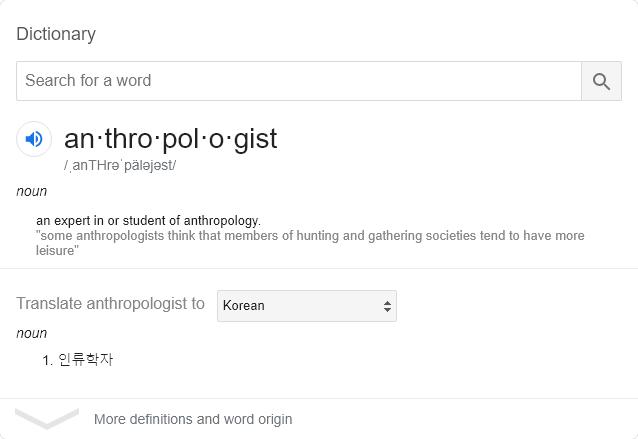 Dictionary
Search for a word
an·thro·pol·o·gist
/ˌanTHrəˈpäləjəst/
noun
an expert in or student of anthropology.
"some anthropologists think that members of hunting and gathering societies tend to have more
leisure"
Translate anthropologist to Korean
noun
1. 인류학자
More definitions and word origin